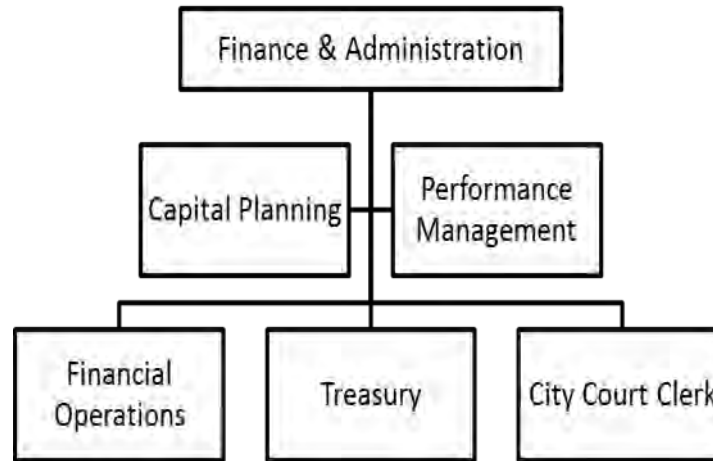 Finance & Administration
Capital Planning
Performance
Management
Financial
Operations
Treasury
City Court Clerk